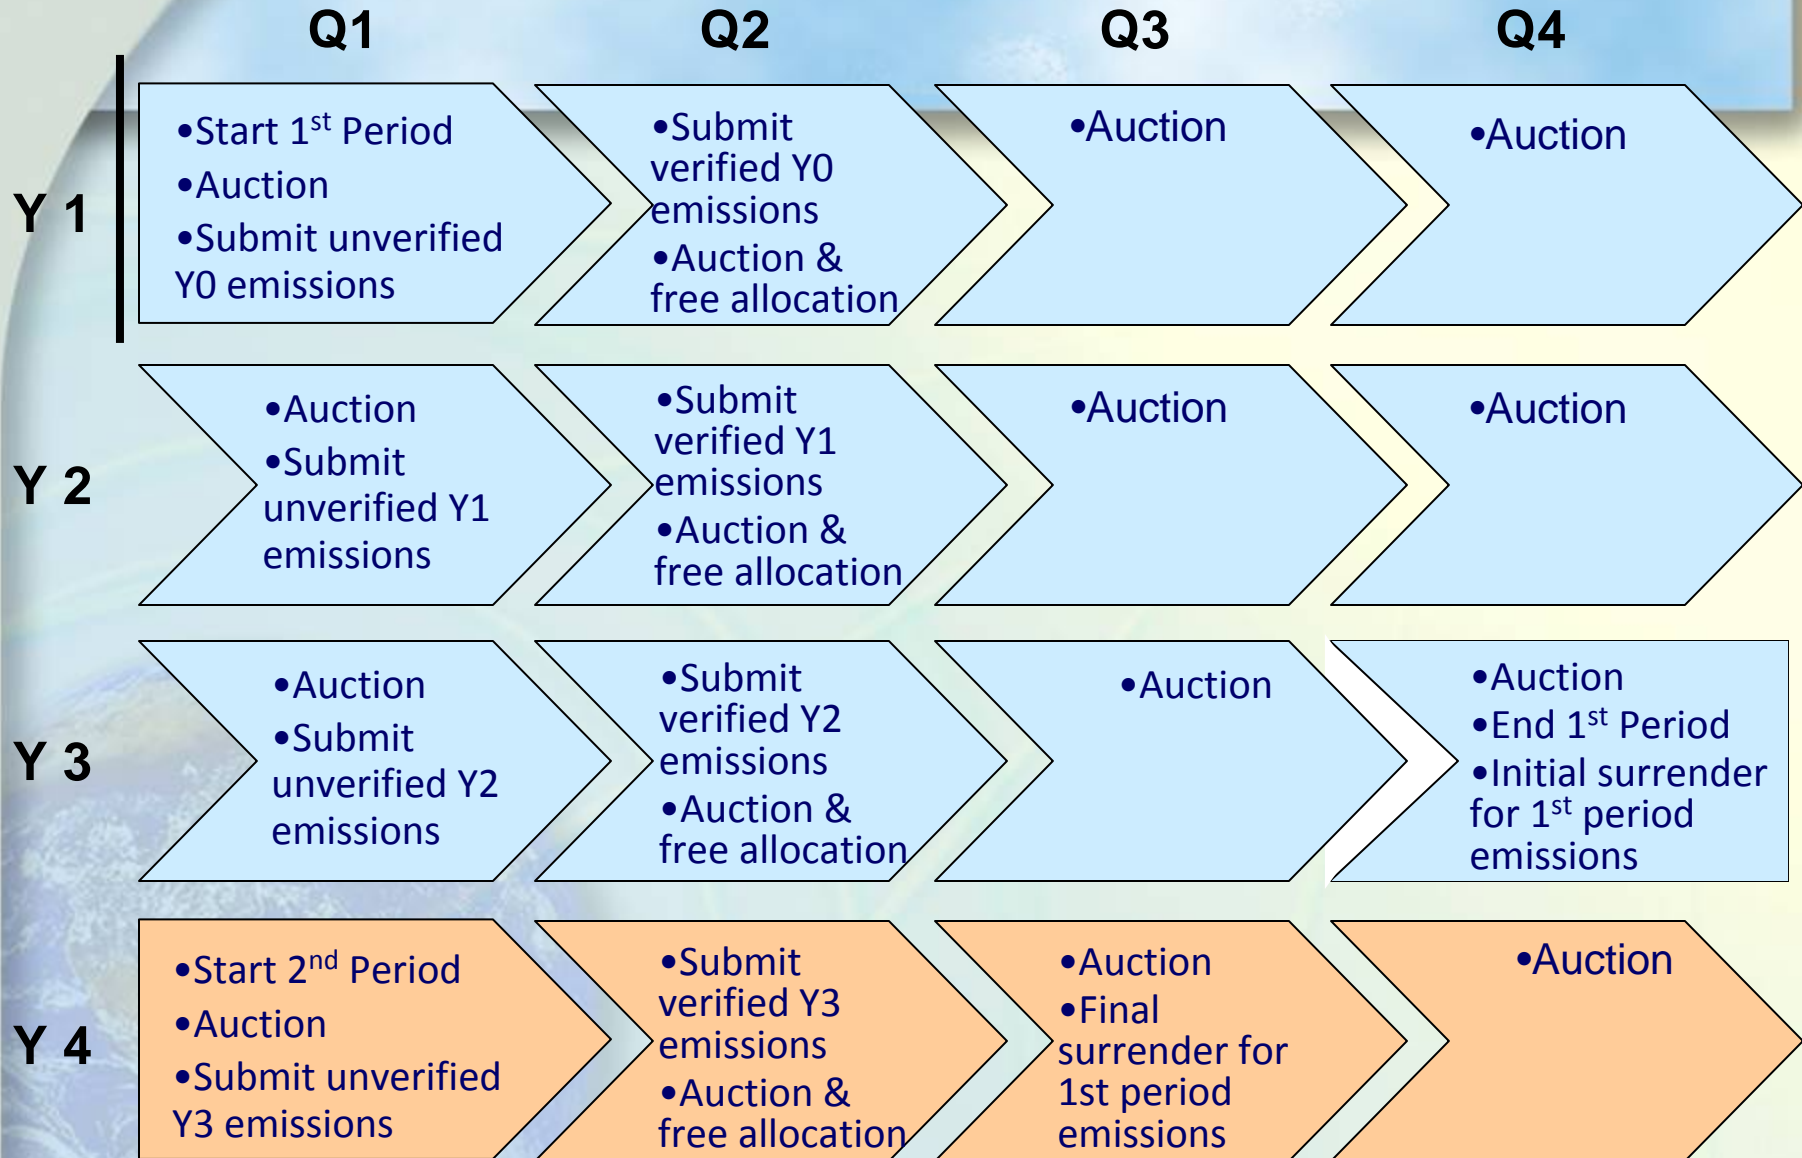 Q1 Q2 Q3 Q4
Y 1
•Start 1st Period
•Auction
•Submit unverified
Y0 emissions
•Submit
verified Y0
emissions
•Auction &
free allocation
•Auction
•Auction
Y 2
•Auction
•Submit
unverified Y1
emissions
•Submit
verified Y1
emissions
•Auction &
free allocation
•Auction
•Auction
Y 3
•Auction
•Submit
unverified Y2
emissions
•Submit
verified Y2
emissions
•Auction &
free allocation
•Auction
•Auction
•End 1st Period
•Initial surrender
for 1st period
emissions
Y 4
•Start 2nd Period
•Auction
•Submit unverified
Y3 emissions
•Submit
verified Y3
emissions
•Auction &
free allocation
•Auction
•Final
surrender for
1st period
emissions
•Auction